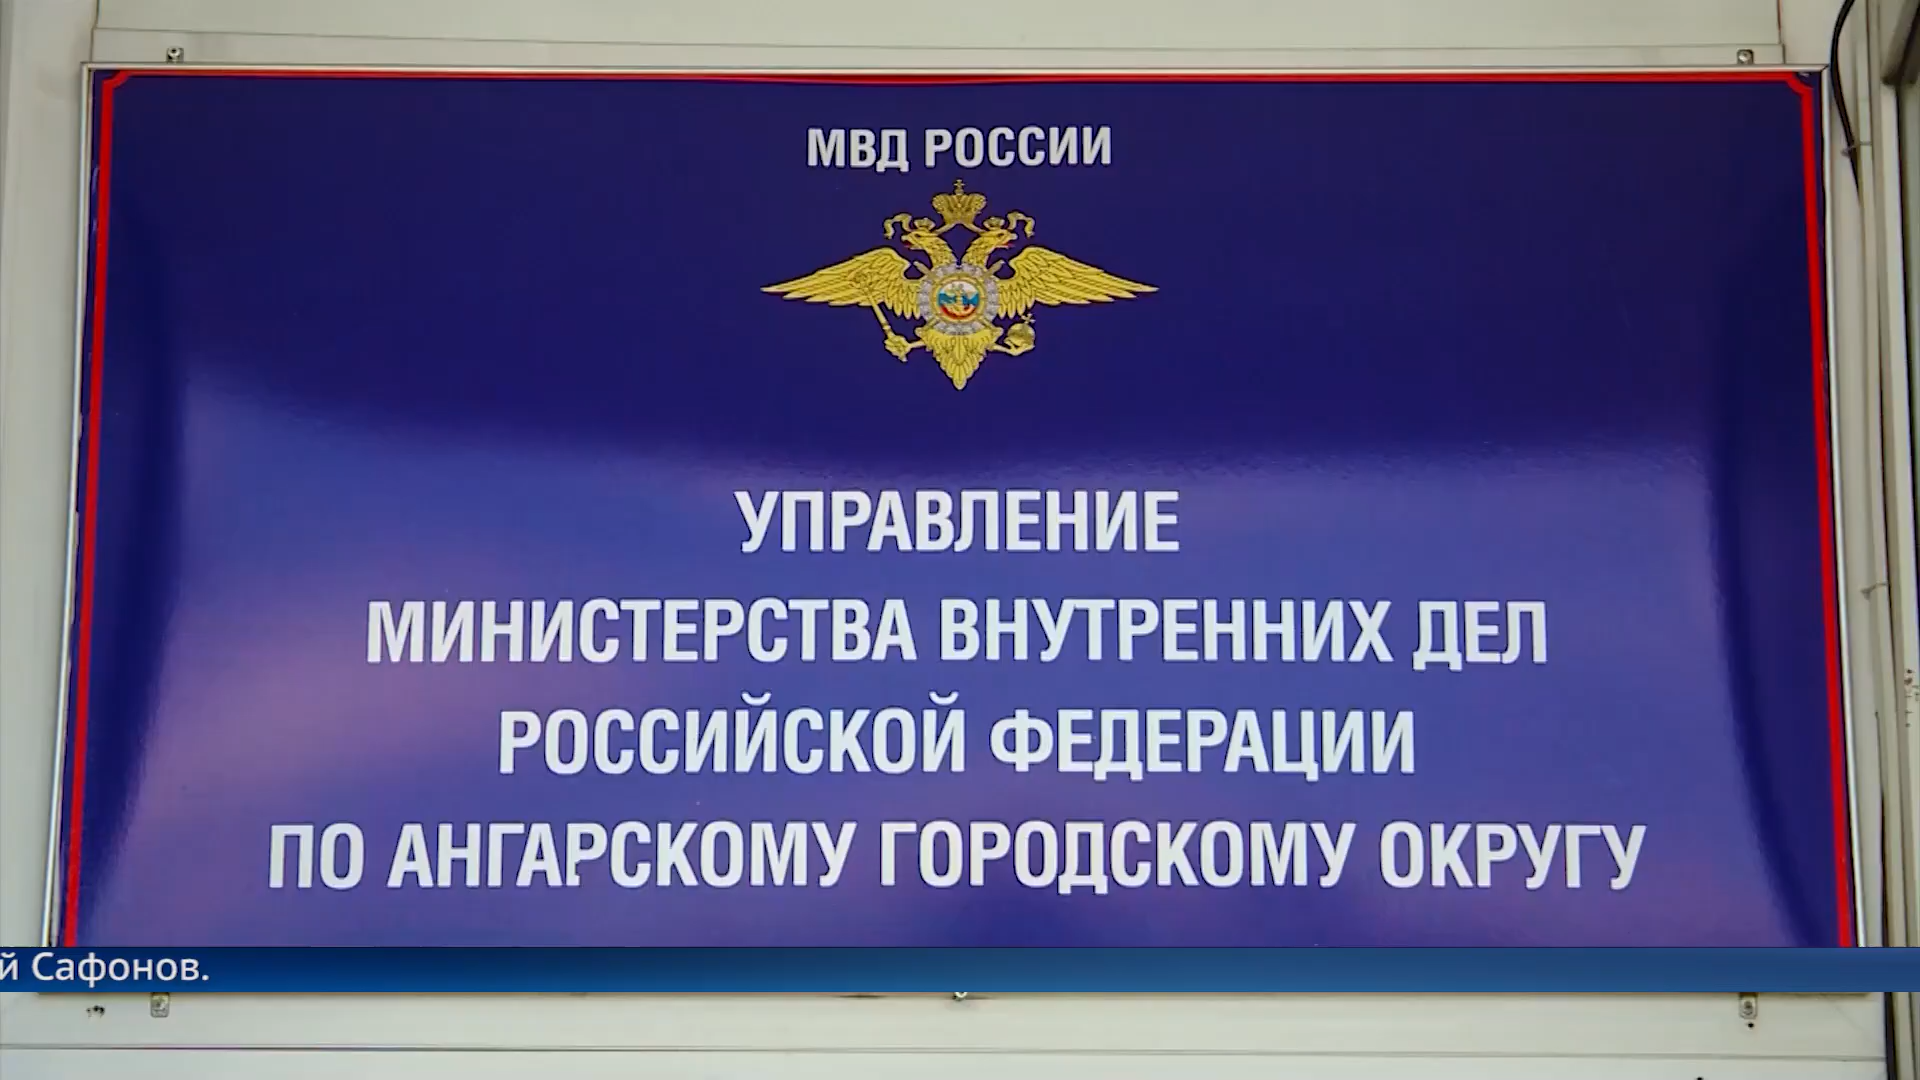 МВД РОССИИ
УПРАВЛЕНИЕ
МИНИСТЕРСТВА ВНУТРЕННИХ ДЕЛ
РОССИЙСКОЙ ФЕДЕРАЦИИ
ПО АНГАРСКОМУ ГОРОДСКОМУ ОКРУГУ
й Сафонов.